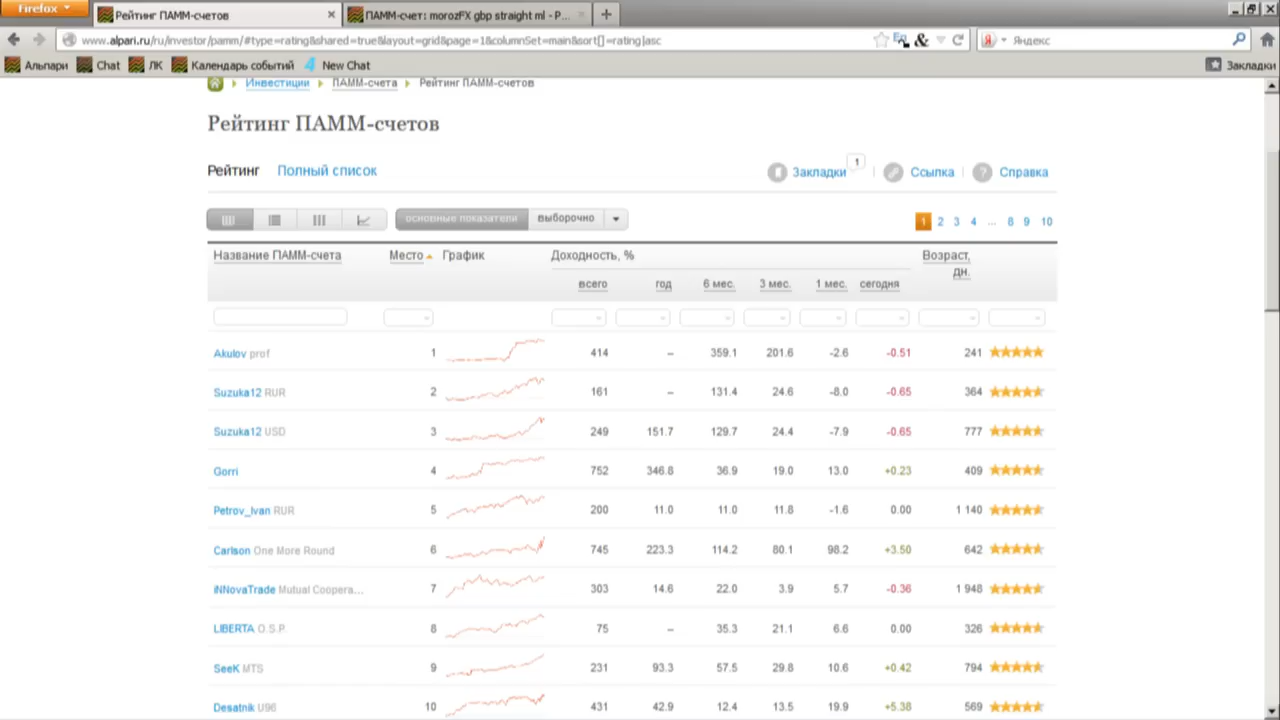 Firefox
Рейтинг ПАММ-счетов
ПАММ-счет: morozFX gbp straight ml - Р...
www.alpari.ru/ru/investor/pamm/#type=rating&shared=true&layout=grid&page=1&columnSet=main&sort[]=rating|asc
Яндекс
Альпари
Chat
ЛК
Календарь событий
New Chat
Закладки
Инвестиции
ПАММ-счета
Рейтинг ПАММ-счетов
Рейтинг ПАММ-счетов
Рейтинг Полный список
Закладки 1 Ссылка Справка
основные показатели выборочно
1 2 3 4 ... 8 9 10
Название ПАММ-счета Место График Доходность, % Возраст, дн.
всего год 6 мес. 3 мес. 1 мес. сегодня
Akulov prof 1 414 – 359.1 201.6 -2.6 -0.51 241
Suzuka12 RUR 2 161 – 131.4 24.6 -8.0 -0.65 364
Suzuka12 USD 3 249 151.7 129.7 24.4 -7.9 -0.65 777
Gorri 4 752 346.8 36.9 19.0 13.0 +0.23 409
Petrov_Ivan RUR 5 200 11.0 11.0 11.8 -1.6 0.00 1 140
Carlson One More Round 6 745 223.3 114.2 80.1 98.2 +3.50 642
iNNovaTrade Mutual Coopera... 7 303 14.6 22.0 3.9 5.7 -0.36 1 948
LIBERTA O.S.P. 8 75 – 35.3 21.1 6.6 0.00 326
SeeK MTS 9 231 93.3 57.5 29.8 10.6 +0.42 794
Desatnik U96 10 431 42.9 12.4 13.5 19.9 +5.38 569